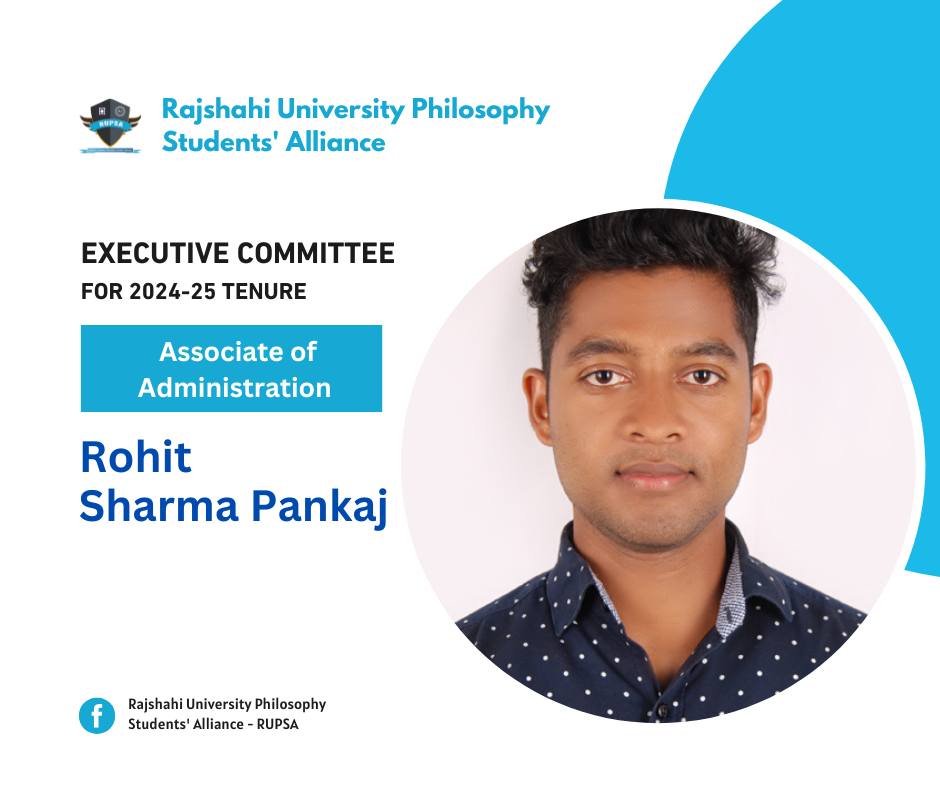 RUPSA
Rajshahi University Philosophy
Students' Alliance
EXECUTIVE COMMITTEE
FOR 2024-25 TENURE
Associate of
Administration
Rohit
Sharma Pankaj
Rajshahi University Philosophy
Students' Alliance - RUPSA